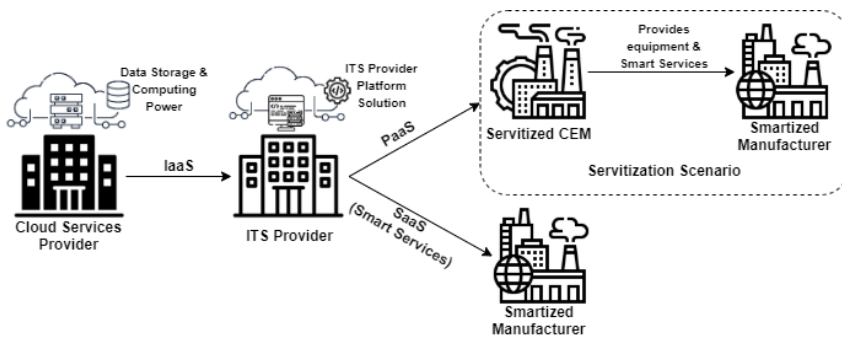 Data Storage &
Computing
Power
Cloud Services
Provider
IaaS
ITS Provider
Platform
Solution
ITS Provider
PaaS
SaaS
(Smart Services)
Servitized CEM
Provides
equipment &
Smart Services
Smartized
Manufacturer
Servitization Scenario
Smartized
Manufacturer